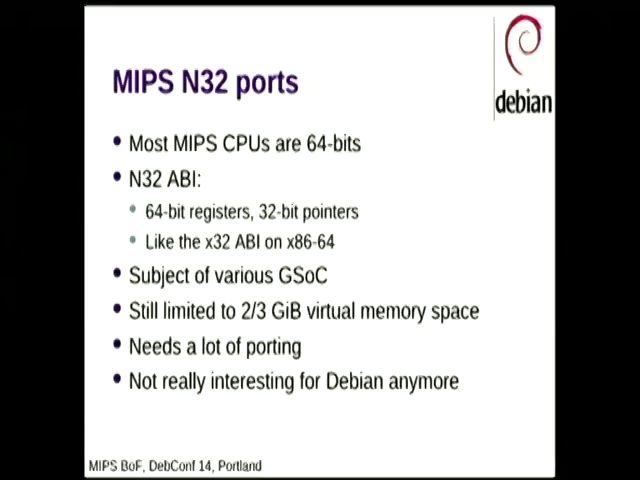 debian
MIPS N32 ports
Most MIPS CPUs are 64-bits
N32 ABI:
64-bit registers, 32-bit pointers
Like the x32 ABI on x86-64
Subject of various GSoC
Still limited to 2/3 GiB virtual memory space
Needs a lot of porting
Not really interesting for Debian anymore
MIPS BoF, DebConf 14, Portland